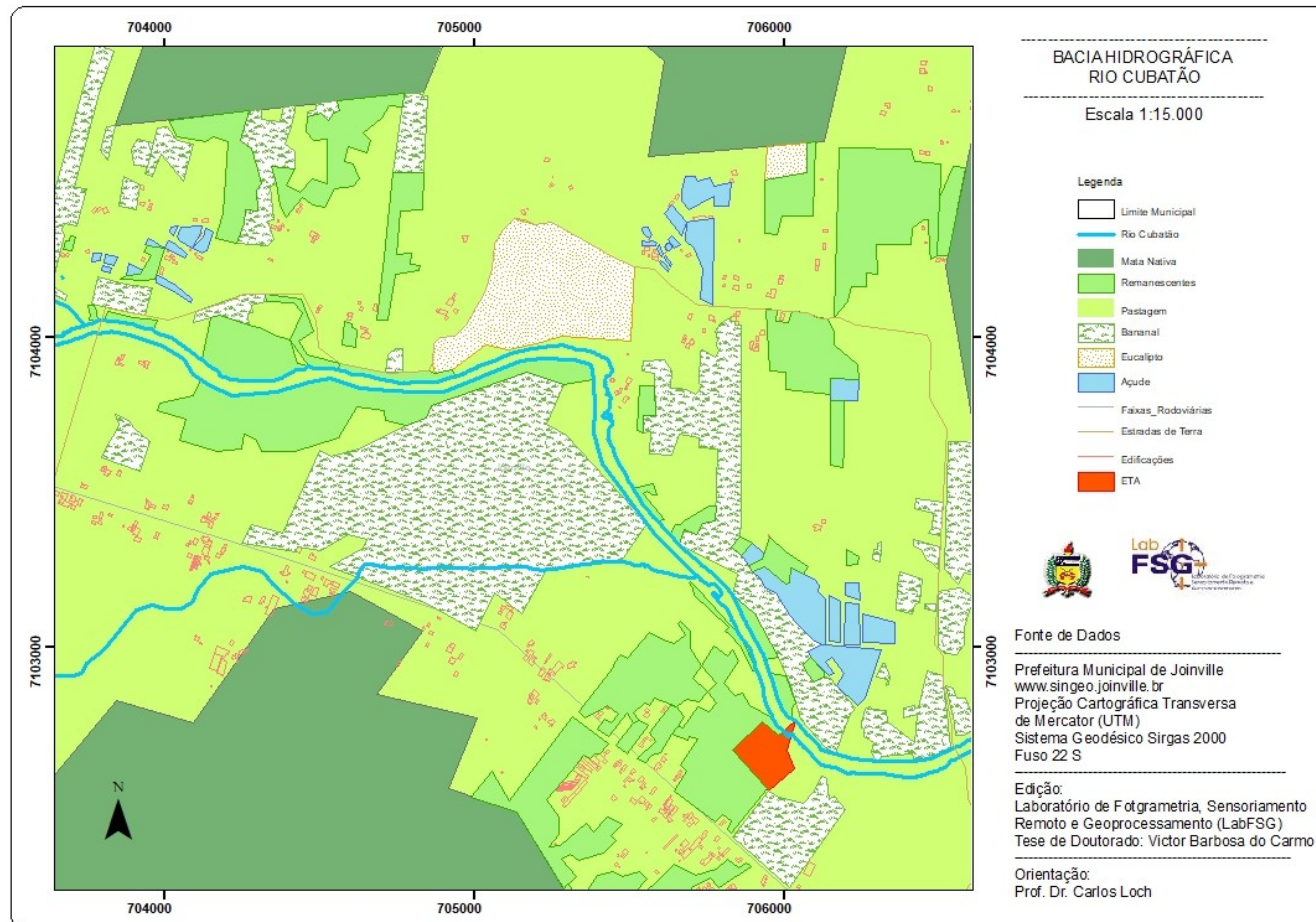 704000
705000
706000
7104000
7103000
7104000
7103000
N
704000
705000
706000
BACIA HIDROGRÁFICA
RIO CUBATÃO
Escala 1:15.000
Legenda
Limite Municipal
Rio Cubatão
Mata Nativa
Remanescentes
Pastagem
Bananal
Eucalipto
Açude
Faixas_Rodoviárias
Estradas de Terra
Edificações
ETA
Lab
FSG
Fonte de Dados
Prefeitura Municipal de Joinville
www.singeo.joinville.br
Projeção Cartográfica Transversa
de Mercator (UTM)
Sistema Geodésico Sirgas 2000
Fuso 22 S
Edição:
Laboratório de Fotgrametria, Sensoriamento
Remoto e Geoprocessamento (LabFSG)
Tese de Doutorado: Victor Barbosa do Carmo
Orientação:
Prof. Dr. Carlos Loch